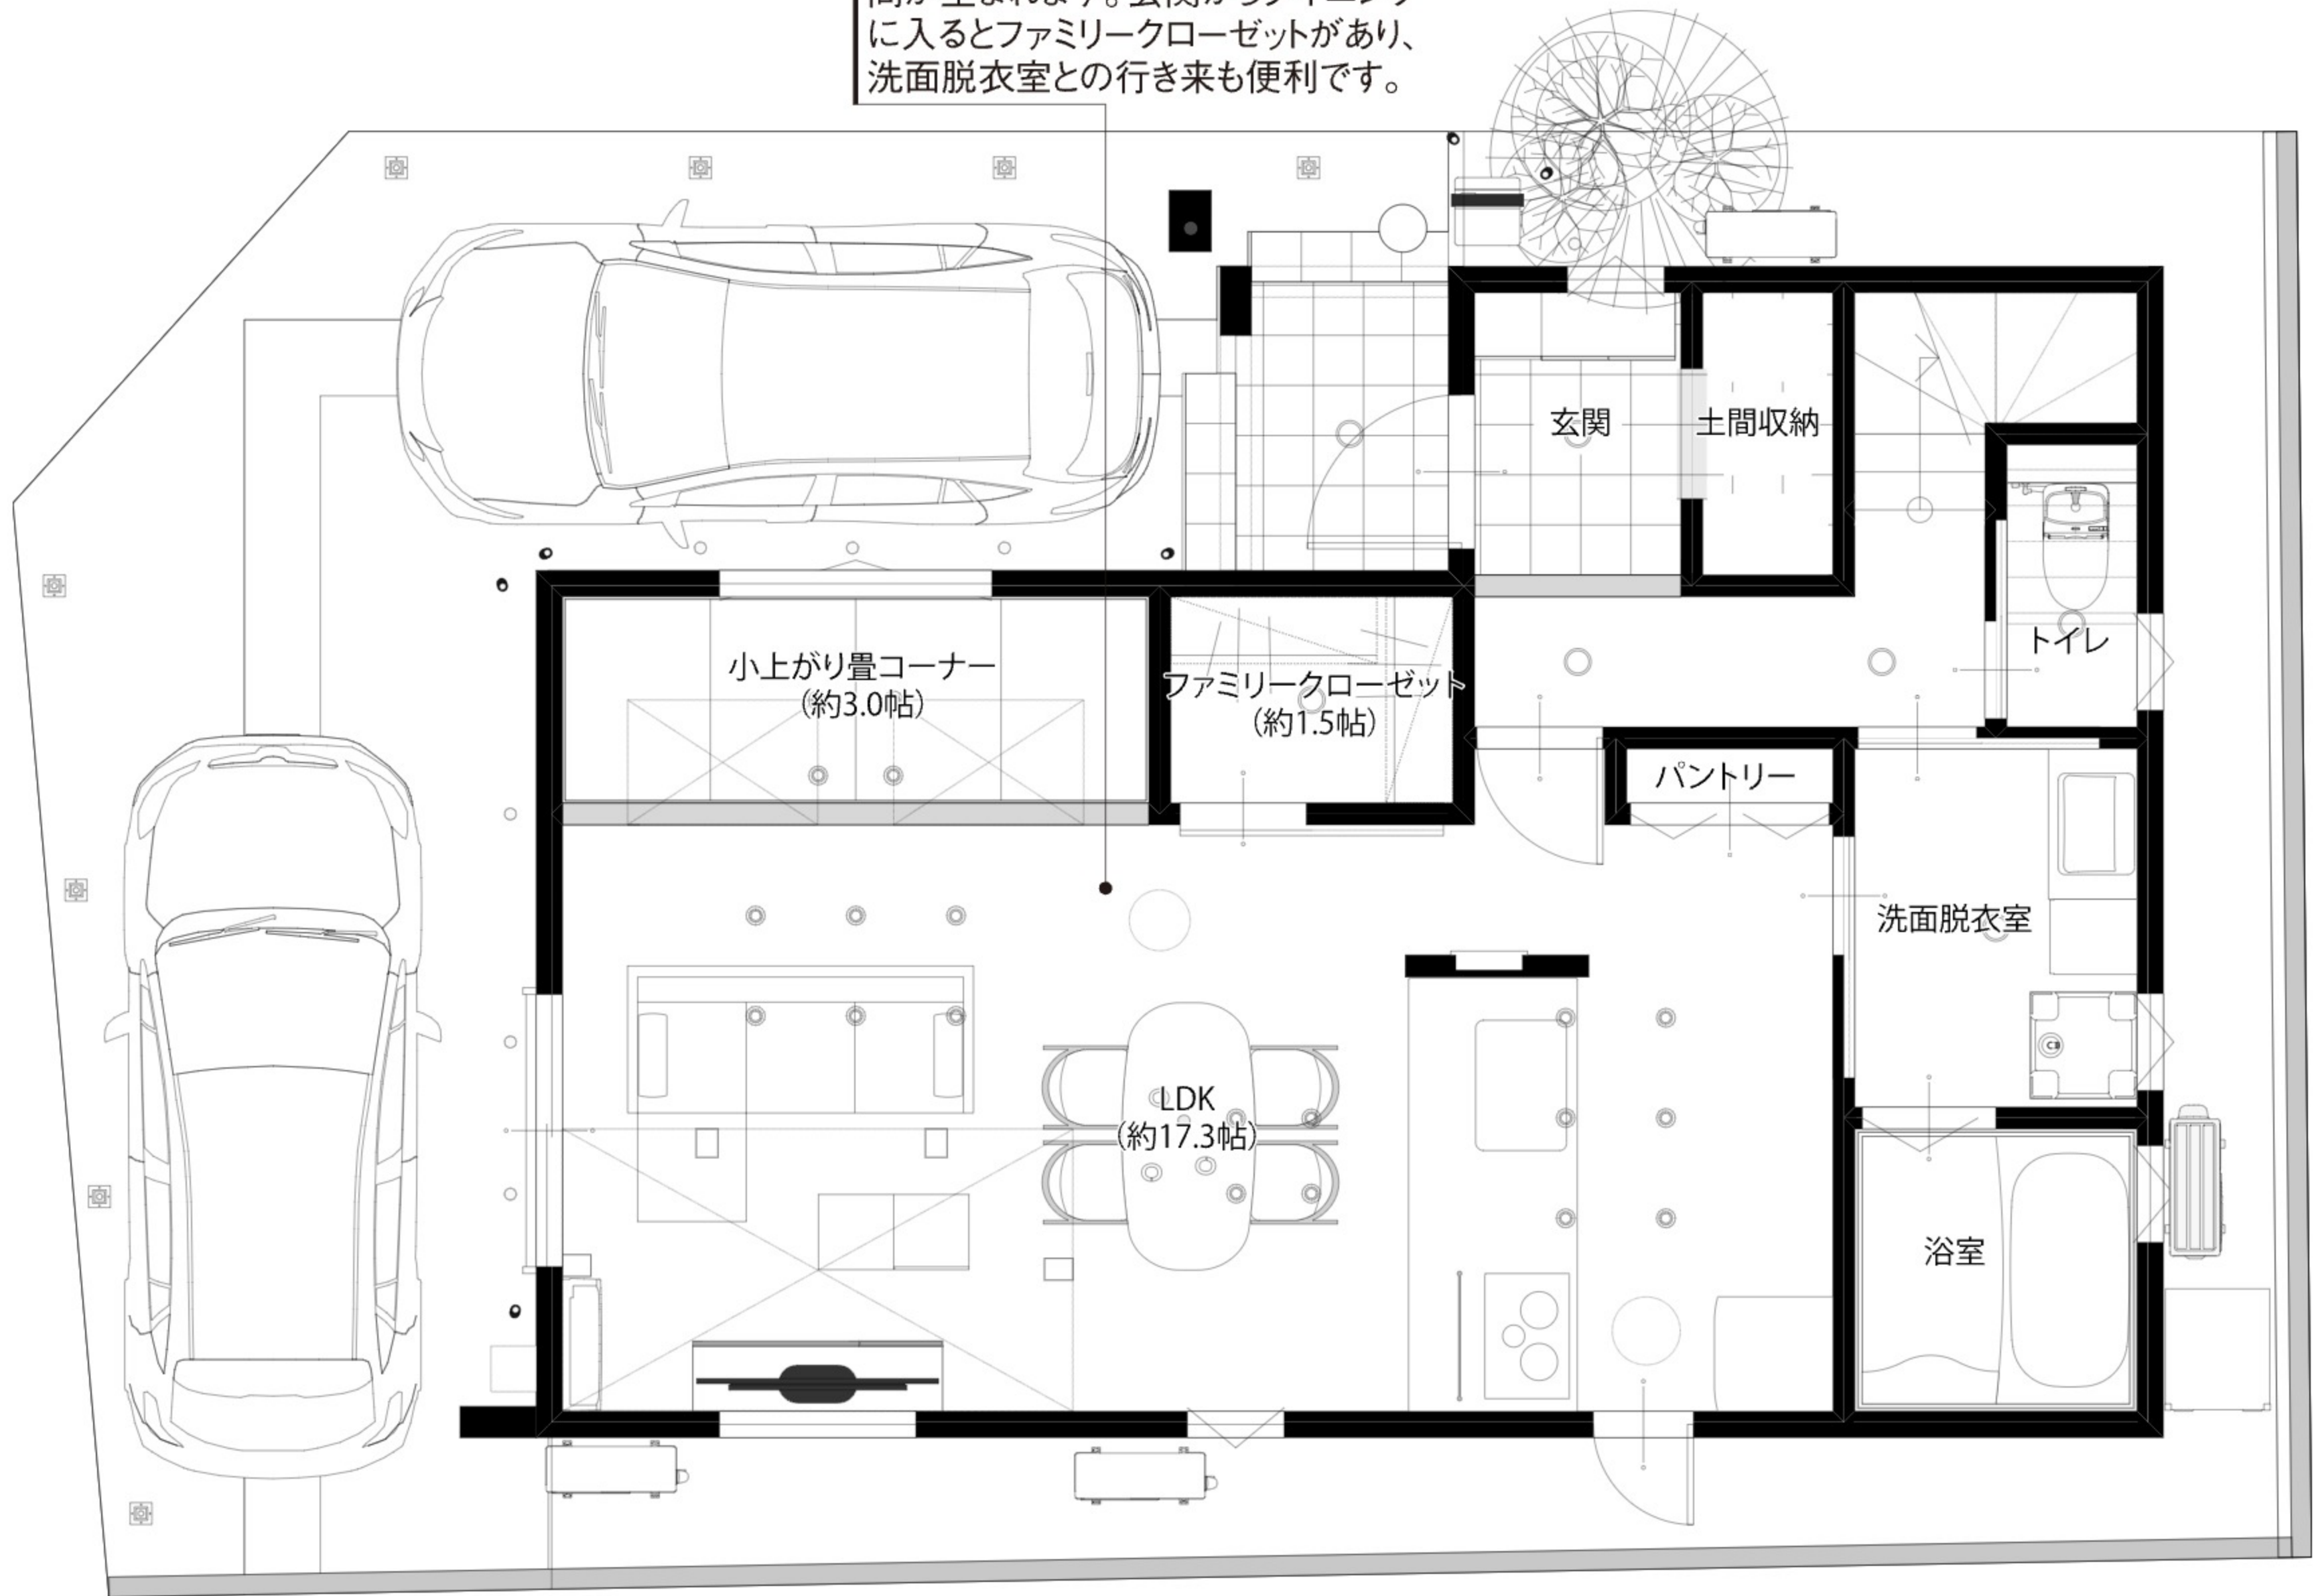 に入るとファミリークローゼットがあり、
洗面脱衣室との行き来も便利です。
玄関
土間収納
トイレ
小上がり畳コーナー
(約3.0帖)
ファミリークローゼット
(約1.5帖)
パントリー
洗面脱衣室
LDK
(約17.3帖)
浴室